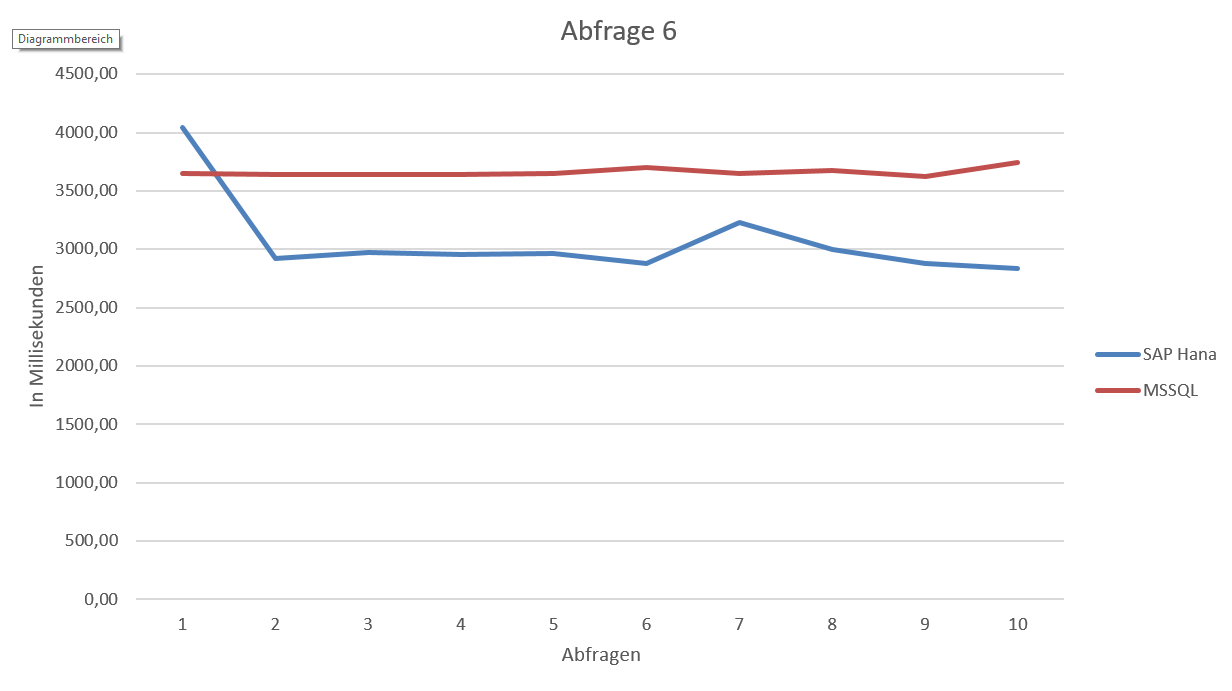 Abfrage 6
Diagrammbereich
4500,00
4000,00
3500,00
3000,00
2500,00
2000,00
1500,00
1000,00
500,00
0,00
In Millisekunden
1 2 3 4 5 6 7 8 9 10
Abfragen
SAP Hana
MSSQL